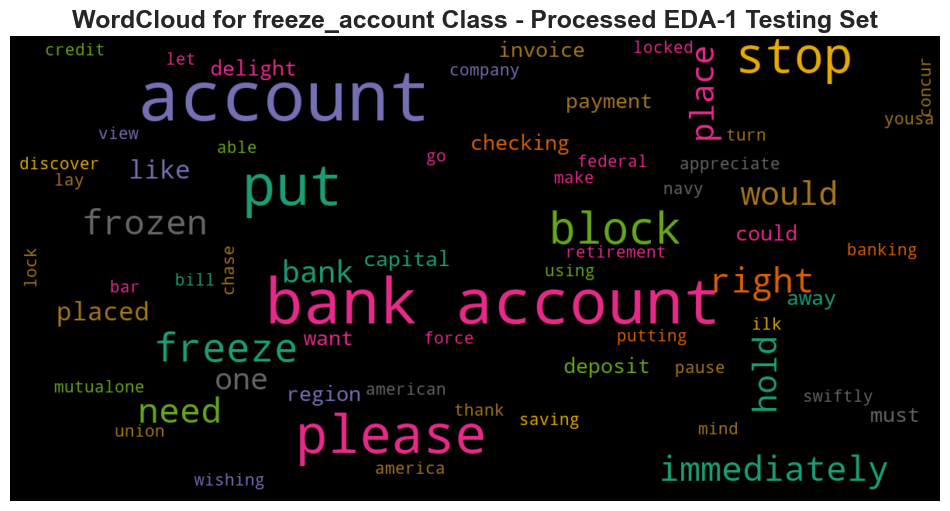 WordCloud for freeze_account Class - Processed EDA-1 Testing Set
credit
let
delight
account
company
invoice
locked
place
stop
concur
payment
yousa
view
able
checking
turn
discover
lay
like
go
federal
make
appreciate
navy
put
would
frozen
block
could
retirement
banking
lock
chase
bank
capital
using
right
bar
bill
away
placed
bank account
ilk
freeze
want
force
putting
hold
one
deposit
pause
mutualone
region
american
swiftly
need
thank
saving
must
union
please
mind
america
immediately
wishing